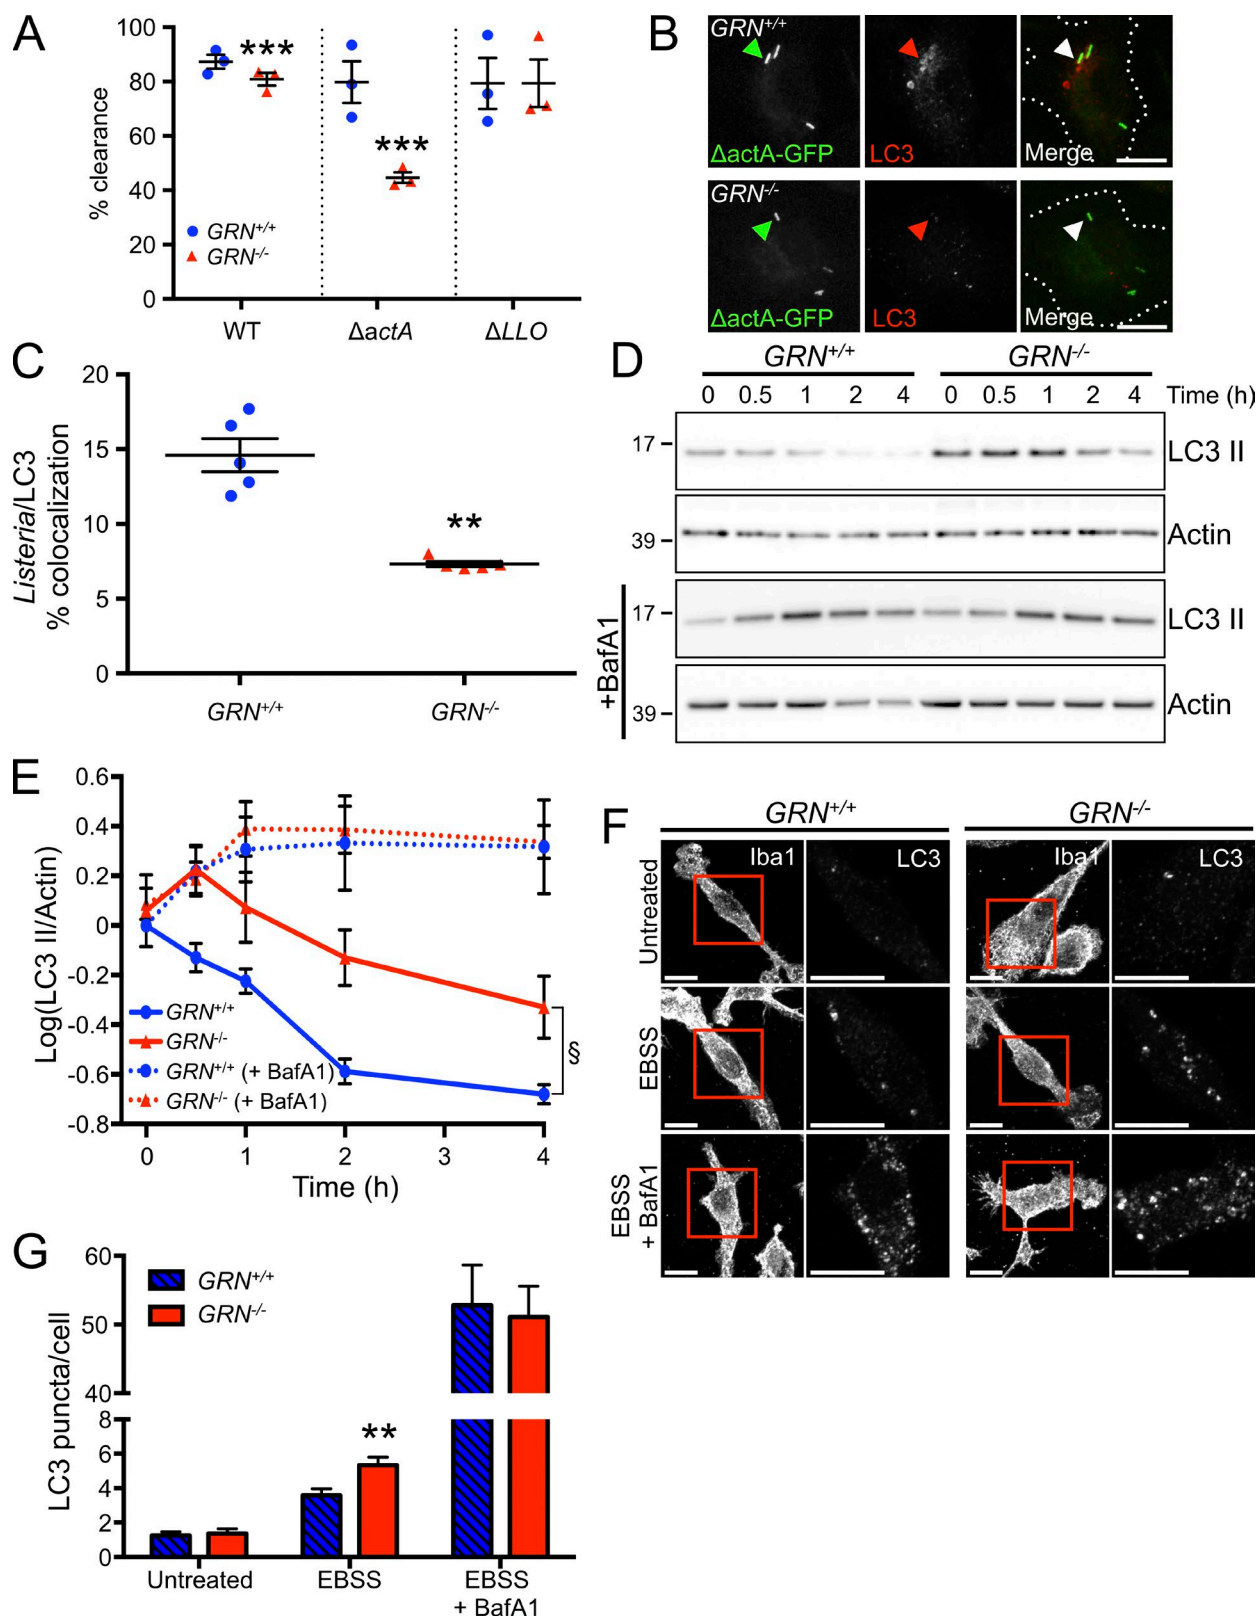 A
100
80
60
40
20
0
% clearance
***
***
GRN+/+
GRN-/-
WT
ΔactA
ΔLLO
B
GRN+/+
ΔactA-GFP
LC3
Merge
GRN-/-
ΔactA-GFP
LC3
Merge
C
20
15
10
5
0
Listeria/LC3
% colocalization
**
GRN+/+
GRN-/-
D
GRN+/+
GRN-/-
0 0.5 1 2 4 0 0.5 1 2 4 Time (h)
17
LC3 II
39
Actin
+BafA1
17
LC3 II
39
Actin
E
0.6
0.4
0.2
0
-0.2
-0.4
-0.6
-0.8
Log(LC3 II/Actin)
GRN+/+
GRN-/-
GRN+/+ (+ BafA1)
GRN-/- (+ BafA1)
§
0 1 2 3 4
Time (h)
F
GRN+/+
GRN-/-
Iba1
LC3
Iba1
LC3
Untreated
EBSS
EBSS
+ BafA1
G
60
50
40
8
6
4
2
0
LC3 puncta/cell
GRN+/+
GRN-/-
**
Untreated
EBSS
EBSS
+ BafA1